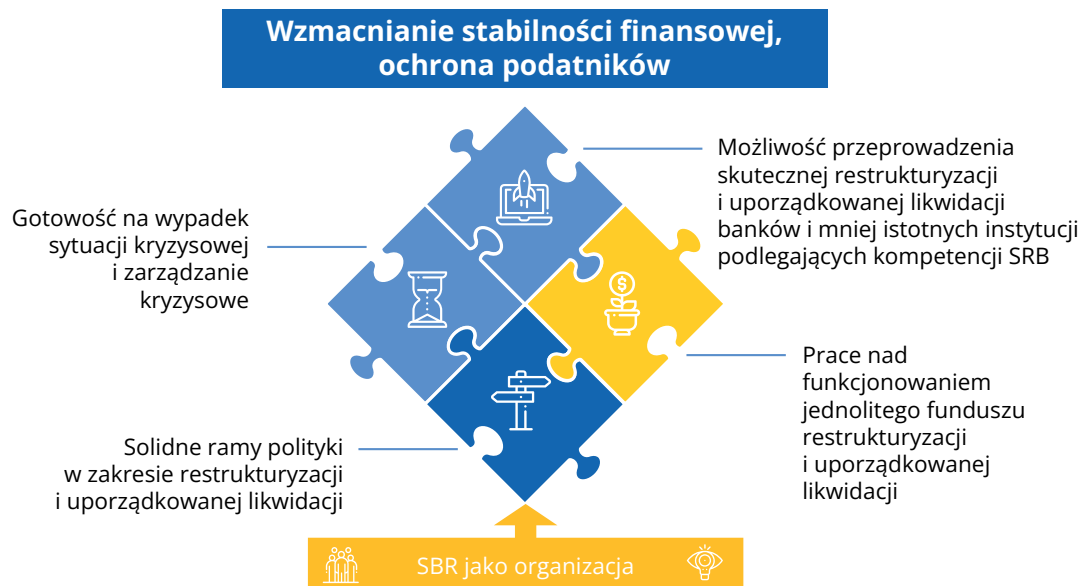 Wzmacnianie stabilności finansowej,
ochrona podatników
Możliwość przeprowadzenia
skutecznej restrukturyzacji
i uporządkowanej likwidacji
banków i mniej istotnych instytucji
podlegających kompetencji SRB
Gotowość na wypadek
sytuacji kryzysowej
i zarządzanie
kryzysowe
Prace nad
funkcjonowaniem
jednolitego funduszu
restrukturyzacji
i uporządkowanej
likwidacji
Solidne ramy polityki
w zakresie restrukturyzacji
i uporządkowanej likwidacji
$
SBR jako organizacja